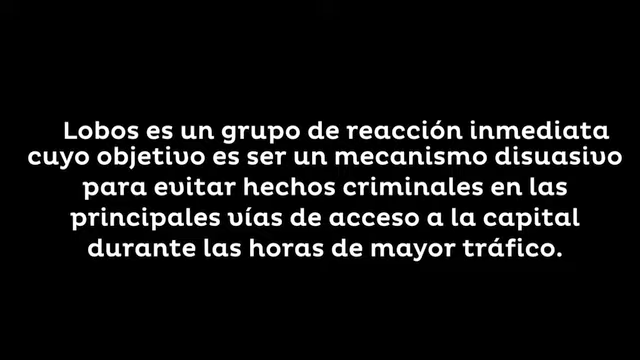 Lobos es un grupo de reacción inmediata
cuyo objetivo es ser un mecanismo disuasivo
para evitar hechos criminales en las
principales vías de acceso a la capital
durante las horas de mayor tráfico.